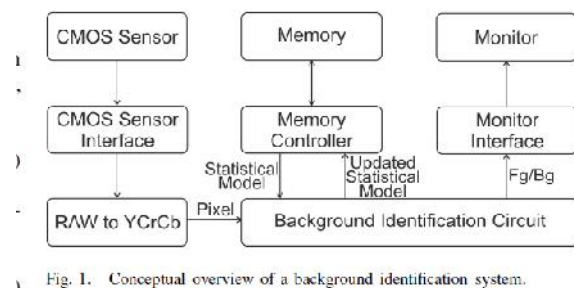 CMOS Sensor
Memory
Monitor
CMOS Sensor
Interface
Memory
Controller
Monitor
Interface
Statistical
Model
Updated
Statistical
Model
Fg/Bg
RAW to YCrCb
Pixel
Background Identification Circuit
Fig. 1. Conceptual overview of a background identification system.